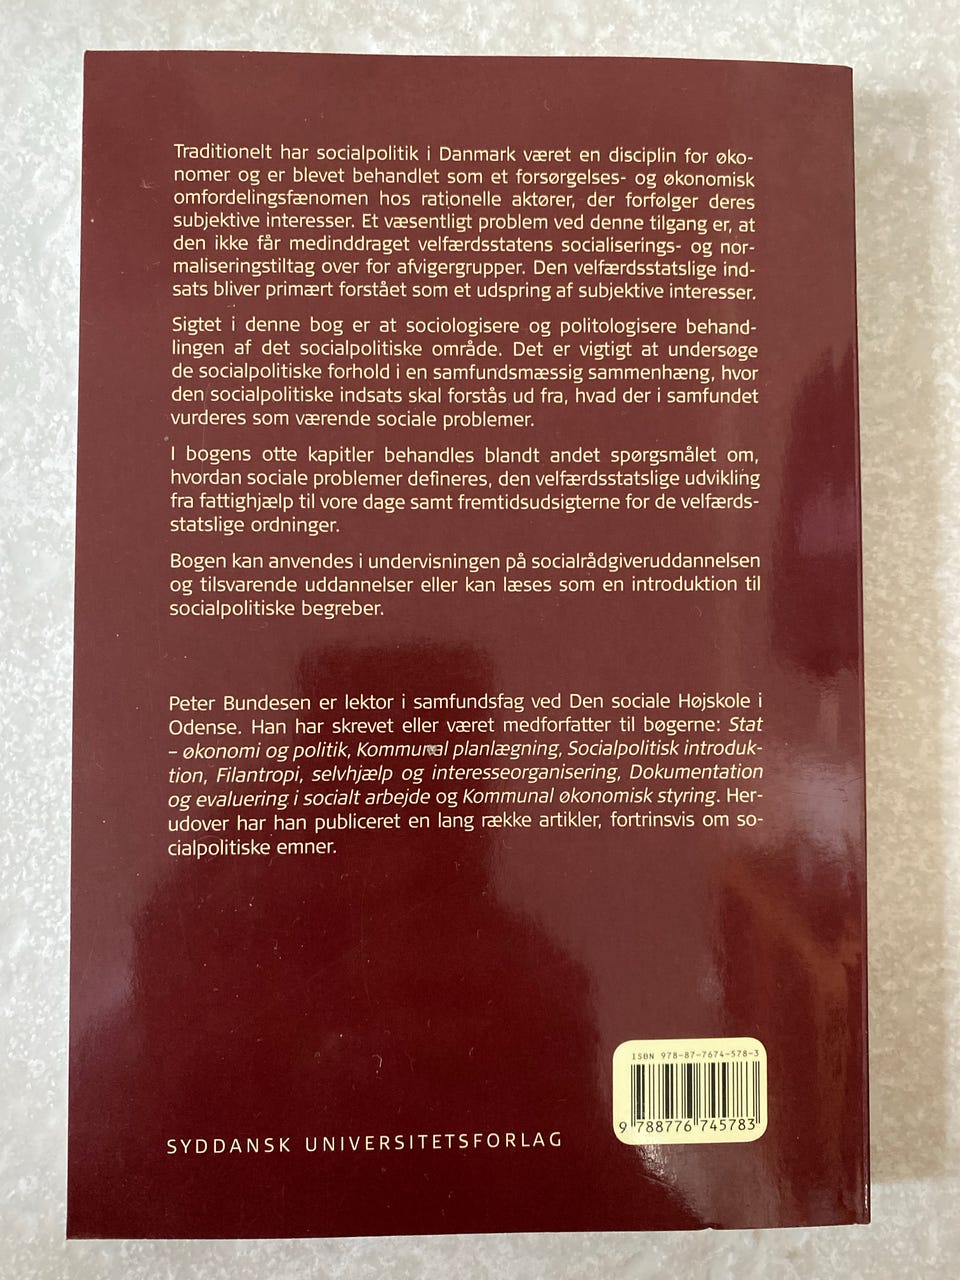 Traditionelt har socialpolitik i Danmark været en disciplin for øko-
nomer og er blevet behandlet som et forsørgelses- og økonomisk
omfordelingsfænomen hos rationelle aktører, der forfølger deres
subjektive interesser. Et væsentligt problem ved denne tilgang er, at
den ikke får medinddraget velfærdsstatens socialiserings- og nor-
maliseringstiltag over for afvigergrupper. Den velfærdsstatslige ind-
sats bliver primært forstået som et udspring af subjektive interesser.
Sigtet i denne bog er at sociologisere og politologisere behand-
lingen af det socialpolitiske område. Det er vigtigt at undersøge
de socialpolitiske forhold i en samfundsmæssig sammenhæng, hvor
den socialpolitiske indsats skal forstås ud fra, hvad der i samfundet
vurderes som værende sociale problemer.
I bogens otte kapitler behandles blandt andet spørgsmålet om,
hvordan sociale problemer defineres, den velfærdsstatslige udvikling
fra fattighjælp til vore dage samt fremtidsudsigterne for de velfærds-
statslige ordninger.
Bogen kan anvendes i undervisningen på socialrådgiveruddannelsen
og tilsvarende uddannelser eller kan læses som en introduktion til
socialpolitiske begreber.
Peter Bundesen er lektor i samfundsfag ved Den sociale Højskole i
Odense. Han har skrevet eller været medforfatter til bøgerne: Stat
– økonomi og politik, Kommunal planlægning, Socialpolitisk introduk-
tion, Filantropi, selvhjælp og interesseorganisering, Dokumentation
og evaluering i socialt arbejde og Kommunal økonomisk styring. Her-
udover har han publiceret en lang række artikler, fortrinsvis om so-
cialpolitiske emner.
ISBN 978-87-7674-578-3
9 788776 745783
SYDDANSK UNIVERSITETSFORLAG